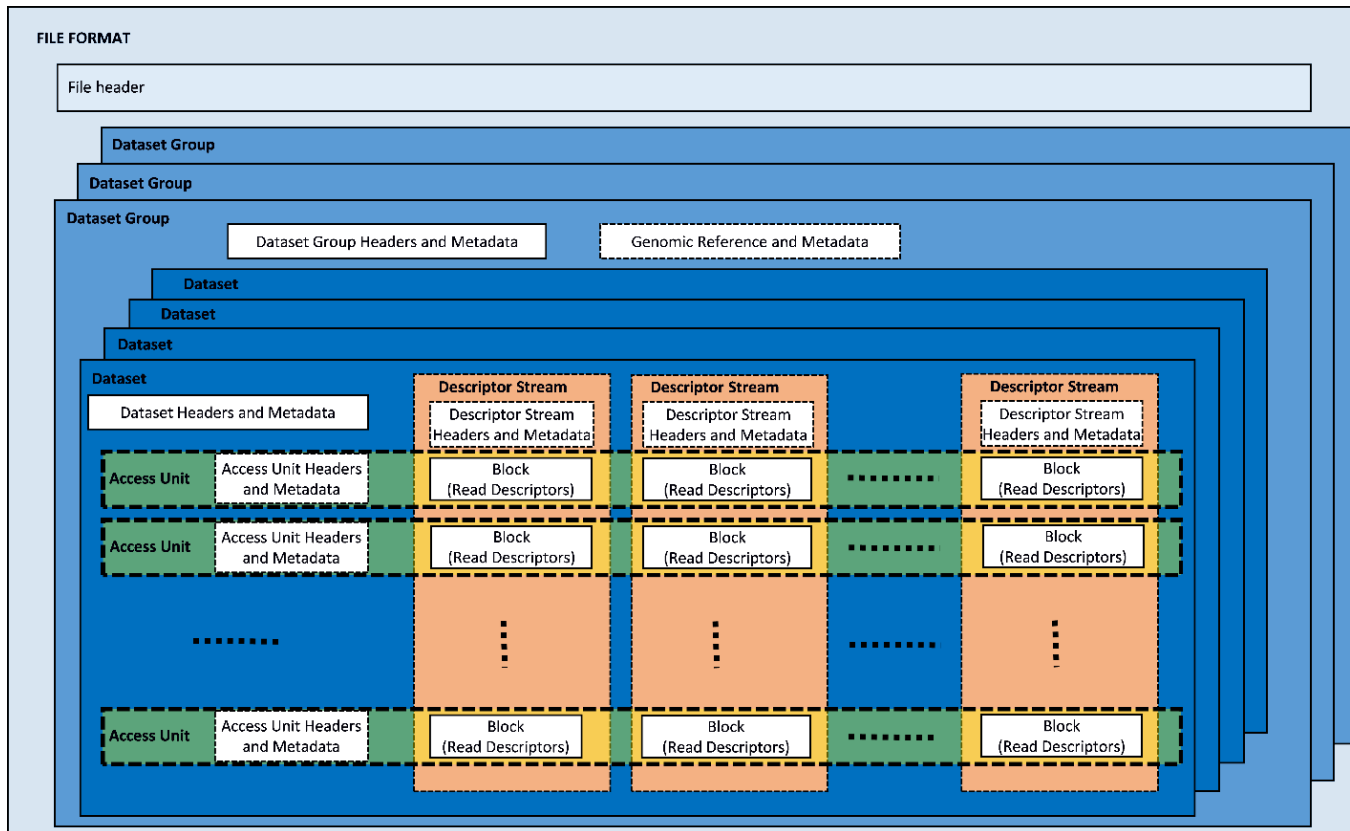 FILE FORMAT
File header
Dataset Group
Dataset Group
Dataset Group
Dataset Group Headers and Metadata
Genomic Reference and Metadata
Dataset
Dataset
Dataset
Dataset
Dataset Headers and Metadata
Descriptor Stream
Descriptor Stream
Descriptor Stream
Descriptor Stream
Headers and Metadata
Descriptor Stream
Headers and Metadata
Descriptor Stream
Headers and Metadata
Access Unit
Access Unit Headers
and Metadata
Block
(Read Descriptors)
Block
(Read Descriptors)
Block
(Read Descriptors)
Access Unit
Access Unit Headers
and Metadata
Block
(Read Descriptors)
Block
(Read Descriptors)
Block
(Read Descriptors)
Access Unit
Access Unit Headers
and Metadata
Block
(Read Descriptors)
Block
(Read Descriptors)
Block
(Read Descriptors)